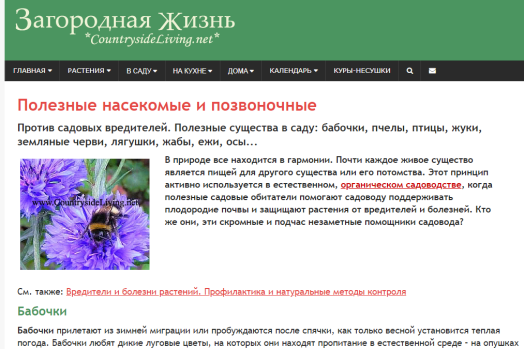 Загородная Жизнь
*CountrysideLiving.net*
ГЛАВНАЯ РАСТЕНИЯ В САДУ НА КУХНЕ ДОМА КАЛЕНДАРЬ КУРЫ-НЕСУШКИ
Полезные насекомые и позвоночные
Против садовых вредителей. Полезные существа в саду: бабочки, пчелы, птицы, жуки,
земляные черви, лягушки, жабы, ежи, осы...
В природе все находится в гармонии. Почти каждое живое существо
является пищей для другого существа или его потомства. Этот принцип
активно используется в естественном, органическом садоводстве, когда
полезные садовые обитатели помогают садоводу поддерживать
плодородие почвы и защищают растения от вредителей и болезней. Кто
же они, эти скромные и подчас незаметные помощники садовода?
www.CountrysideLiving.net
См. также: Вредители и болезни растений. Профилактика и натуральные методы контроля
Бабочки
Бабочки прилетают из зимней миграции или пробуждаются после спячки, как только весной установится теплая
погода. Бабочки любят дикие луговые цветы, на которых они находят пропитание в естественной среде - на опушках